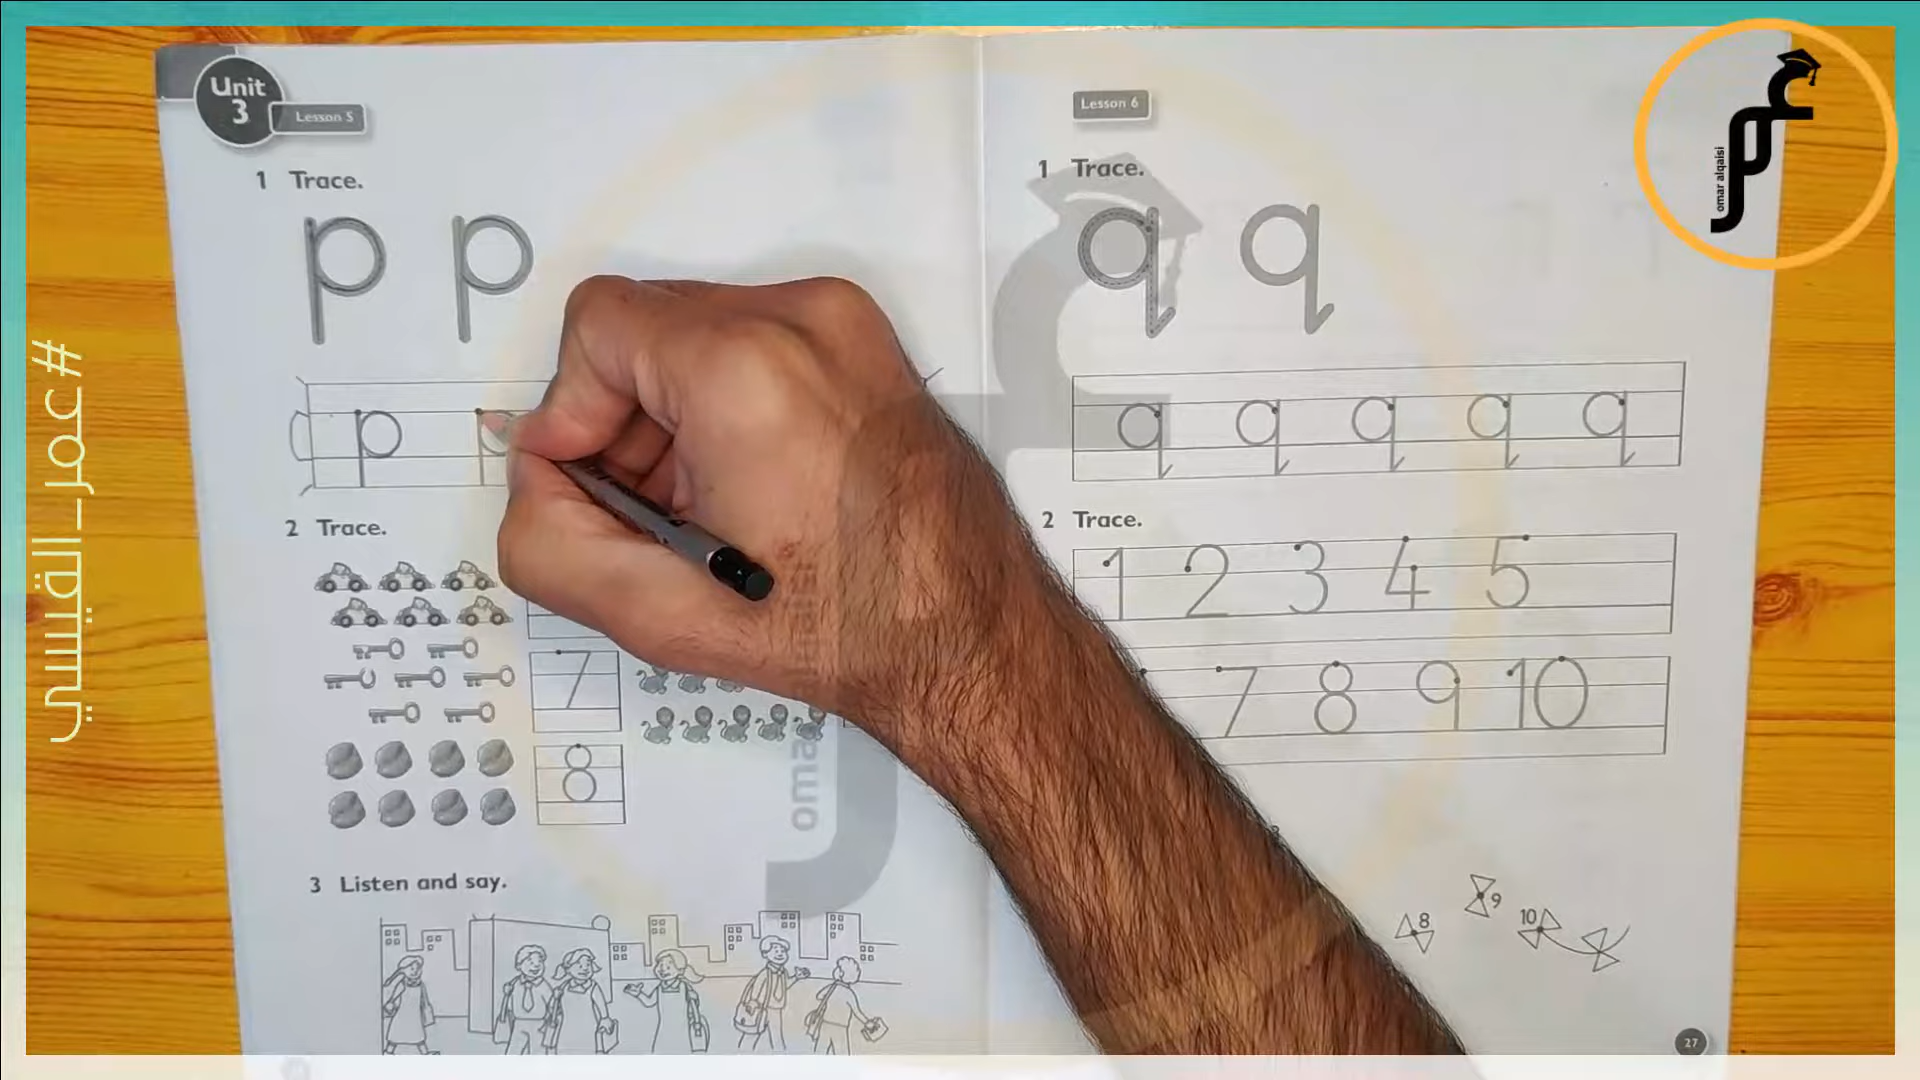 Unit
3
Lesson 5
1 Trace.
p p
p p
2 Trace.
7
8
3 Listen and say.
Lesson 6
1 Trace.
q q
q q q q q
2 Trace.
1 2 3 4 5
7 8 9 10
8 9 10
27
عمر
omar alqaisi
#عمر_القيسي